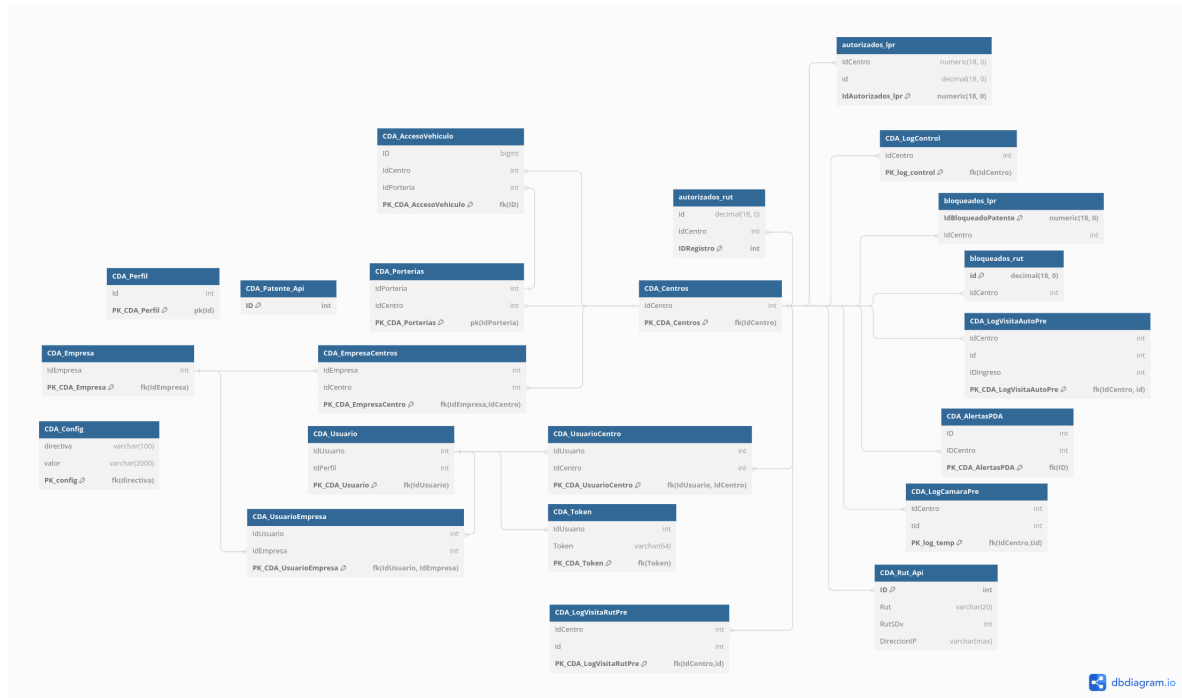 autorizados_lpr
IdCentro numeric(18, 0)
id decimal(18, 0)
IdAutorizados_lpr numeric(18, 0)
CDA_AccesoVehiculo
ID bigint
IdCentro int
IdPorteria int
PK_CDA_AccesoVehiculo fk(ID)
CDA_LogControl
IdCentro int
PK_log_control fk(IdCentro)
autorizados_rut
id decimal(18, 0)
IdCentro int
IDRegistro int
bloqueados_lpr
IdBloqueadoPatente numeric(18, 0)
IdCentro int
bloqueados_rut
id decimal(18, 0)
IdCentro int
CDA_Perfil
Id int
PK_CDA_Perfil pk(Id)
CDA_Patente_Api
ID int
CDA_Porterias
IdPorteria int
IdCentro int
PK_CDA_Porterias pk(IdPorteria)
CDA_Centros
IdCentro int
PK_CDA_Centros fk(IdCentro)
CDA_LogVisitaAutoPre
IdCentro int
id int
IDIngreso int
PK_CDA_LogVisitaAutoPre fk(IdCentro, id)
CDA_Empresa
IdEmpresa int
PK_CDA_Empresa fk(IdEmpresa)
CDA_EmpresaCentros
IdEmpresa int
IdCentro int
PK_CDA_EmpresaCentro fk(IdEmpresa,IdCentro)
CDA_AlertasPDA
ID int
IDCentro int
PK_CDA_AlertasPDA fk(ID)
CDA_Config
directiva varchar(100)
valor varchar(2000)
PK_config fk(directiva)
CDA_Usuario
IdUsuario int
IdPerfil int
PK_CDA_Usuario fk(IdUsuario)
CDA_UsuarioCentro
IdUsuario int
IdCentro int
PK_CDA_UsuarioCentro fk(IdUsuario, IdCentro)
CDA_LogCamaraPre
IdCentro int
tid int
PK_log_temp fk(IdCentro,tid)
CDA_UsuarioEmpresa
IdUsuario int
IdEmpresa int
PK_CDA_UsuarioEmpresa fk(IdUsuario, IdEmpresa)
CDA_Token
IdUsuario int
Token varchar(64)
PK_CDA_Token fk(Token)
CDA_Rut_Api
ID int
Rut varchar(20)
RutSDv int
DireccionIP varchar(max)
CDA_LogVisitaRutPre
IdCentro int
id int
PK_CDA_LogVisitaRutPre fk(IdCentro,id)
dbdiagram.io